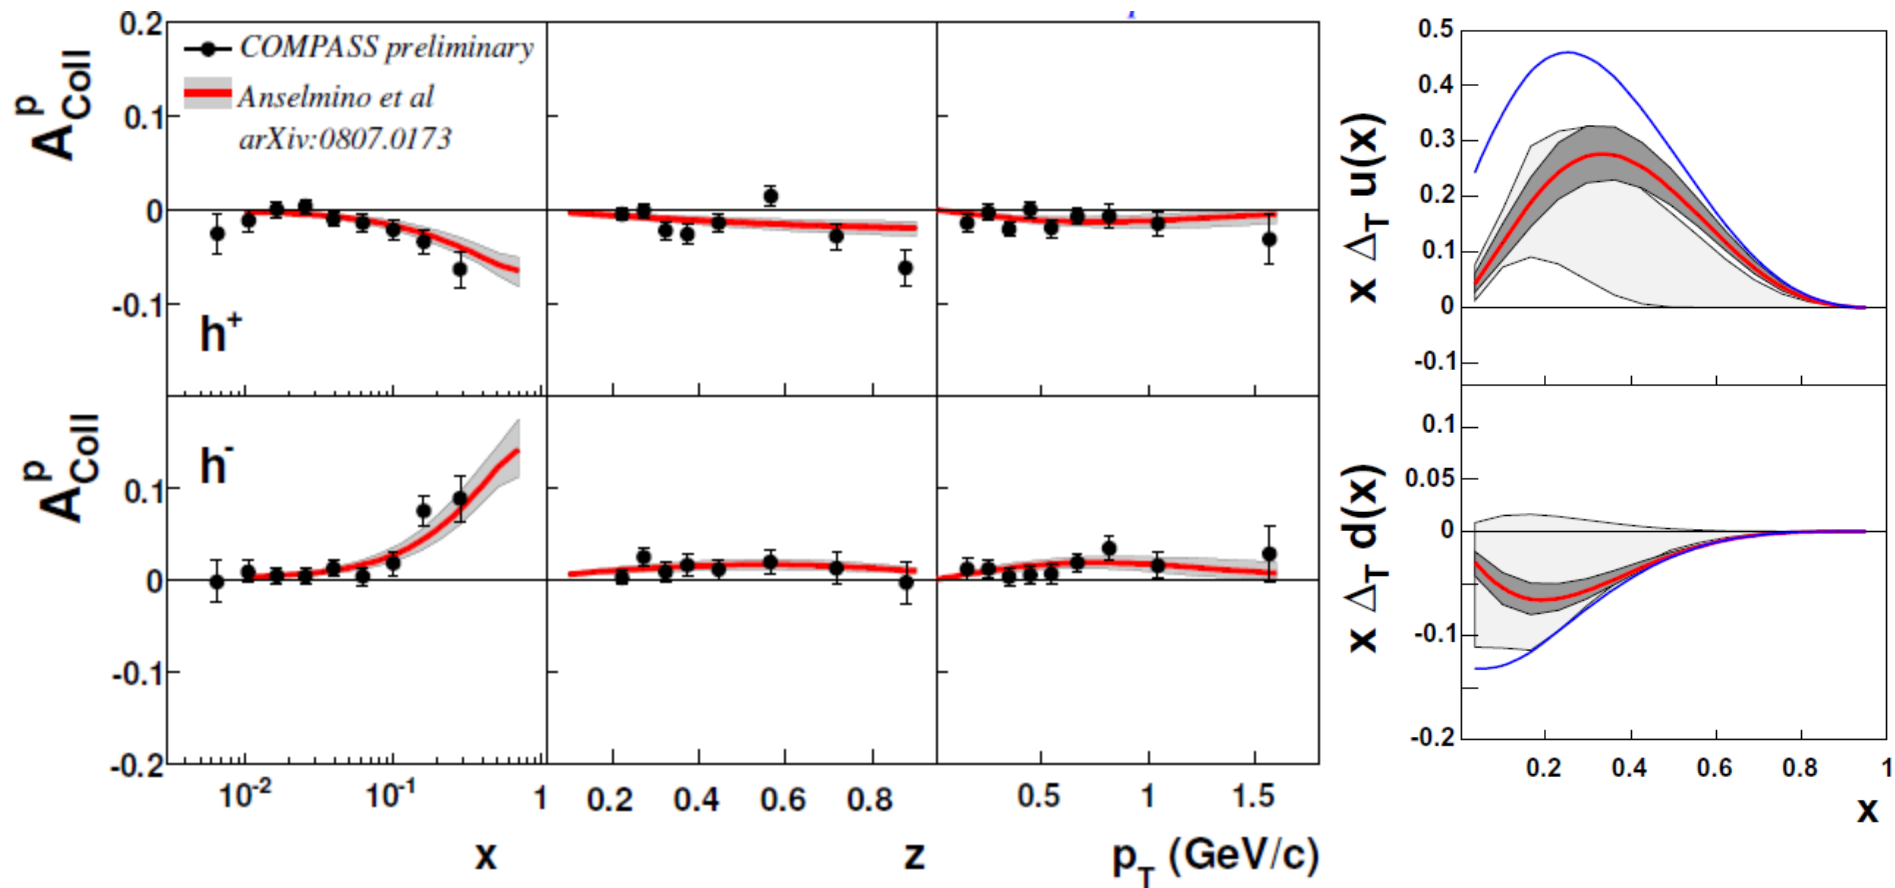 0.2
COMPASS preliminary
Anselmino et al
arXiv:0807.0173
A^p_Coll
0.1
0
-0.1
h^+
A^p_Coll
h^-
0.1
0
-0.1
-0.2
10^-2 10^-1 1
x
0.2 0.4 0.6 0.8
z
0.5 1 1.5
p_T (GeV/c)
0.5
0.4
0.3
0.2
0.1
0
-0.1
x Δ_T u(x)
0.1
0.05
0
-0.1
-0.2
x Δ_T d(x)
0.2 0.4 0.6 0.8 1
x